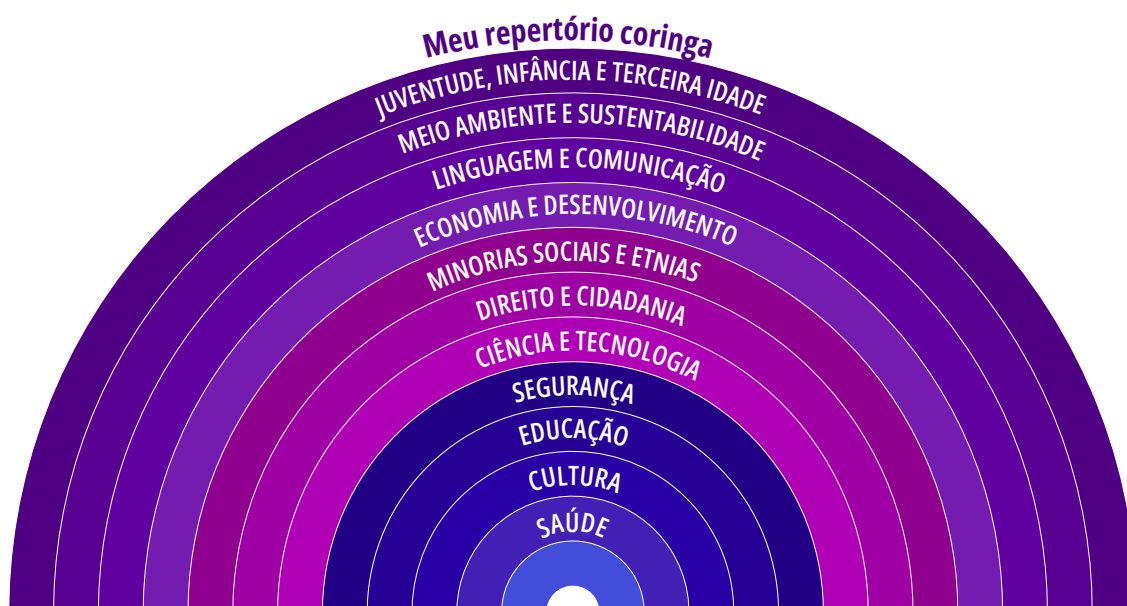 Meu repertório coringa
JUVENTUDE, INFÂNCIA E TERCEIRA IDADE
MEIO AMBIENTE E SUSTENTABILIDADE
LINGUAGEM E COMUNICAÇÃO
ECONOMIA E DESENVOLVIMENTO
MINORIAS SOCIAIS E ETNIAS
DIREITO E CIDADANIA
CIÊNCIA E TECNOLOGIA
SEGURANÇA
EDUCAÇÃO
CULTURA
SAÚDE